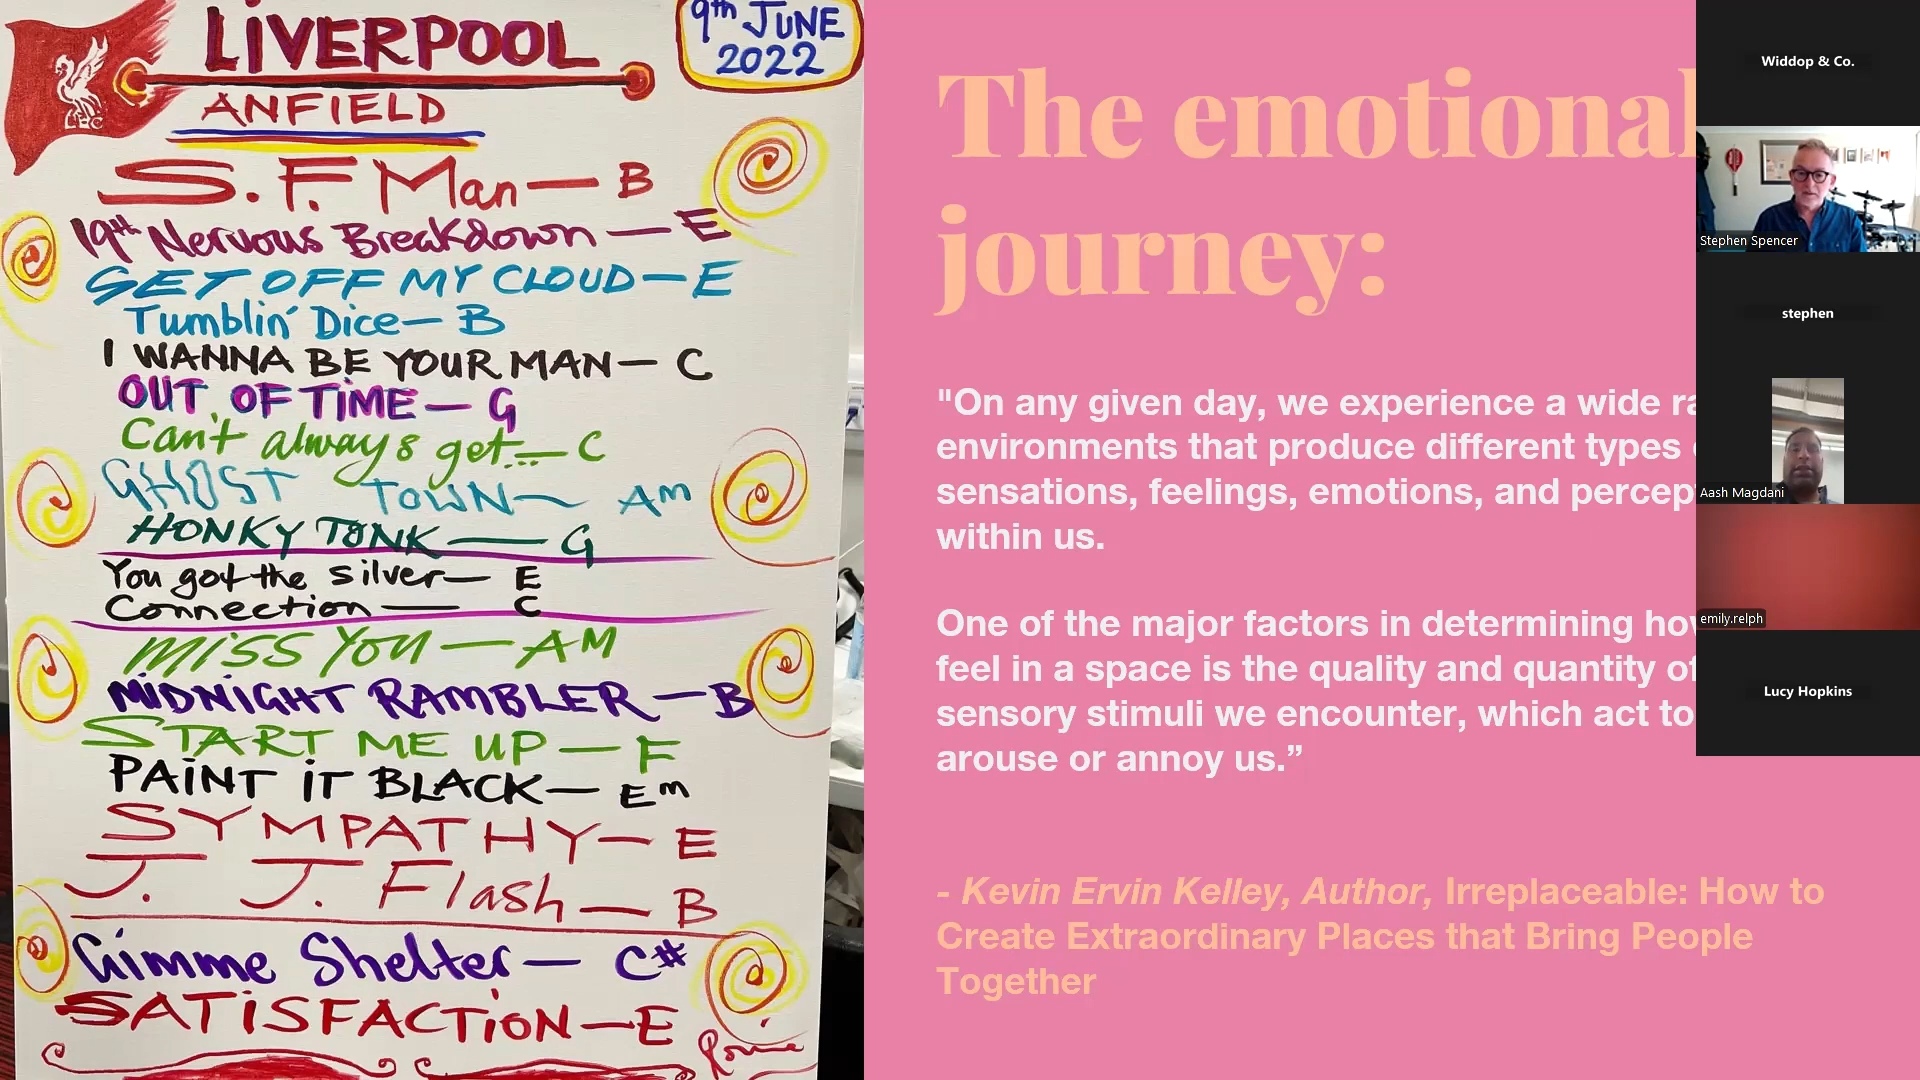 LIVERPOOL
ANFIELD
9th JUNE
2022
LFC
S.F. Man — B
19th Nervous Breakdown — E
GET OFF MY CLOUD — E
Tumblin' Dice — B
I WANNA BE YOUR MAN — C
OUT OF TIME — G
Can't always get... — C
GHOST TOWN — Am
HONKY TONK — G
You got the silver — E
Connection — C
MISS YOU — AM
MIDNIGHT RAMBLER — B
START ME UP — F
PAINT IT BLACK — Em
SYMPATHY — E
J. J. Flash — B
Gimme Shelter — C#
SATISFACTION — E
Ronnie
The emotional
journey:
"On any given day, we experience a wide ra
environments that produce different types
sensations, feelings, emotions, and percep
within us.
One of the major factors in determining how
feel in a space is the quality and quantity of
sensory stimuli we encounter, which act to
arouse or annoy us.”
- Kevin Ervin Kelley, Author, Irreplaceable: How to
Create Extraordinary Places that Bring People
Together
Widdop & Co.
Stephen Spencer
stephen
Aash Magdani
emily.relph
Lucy Hopkins